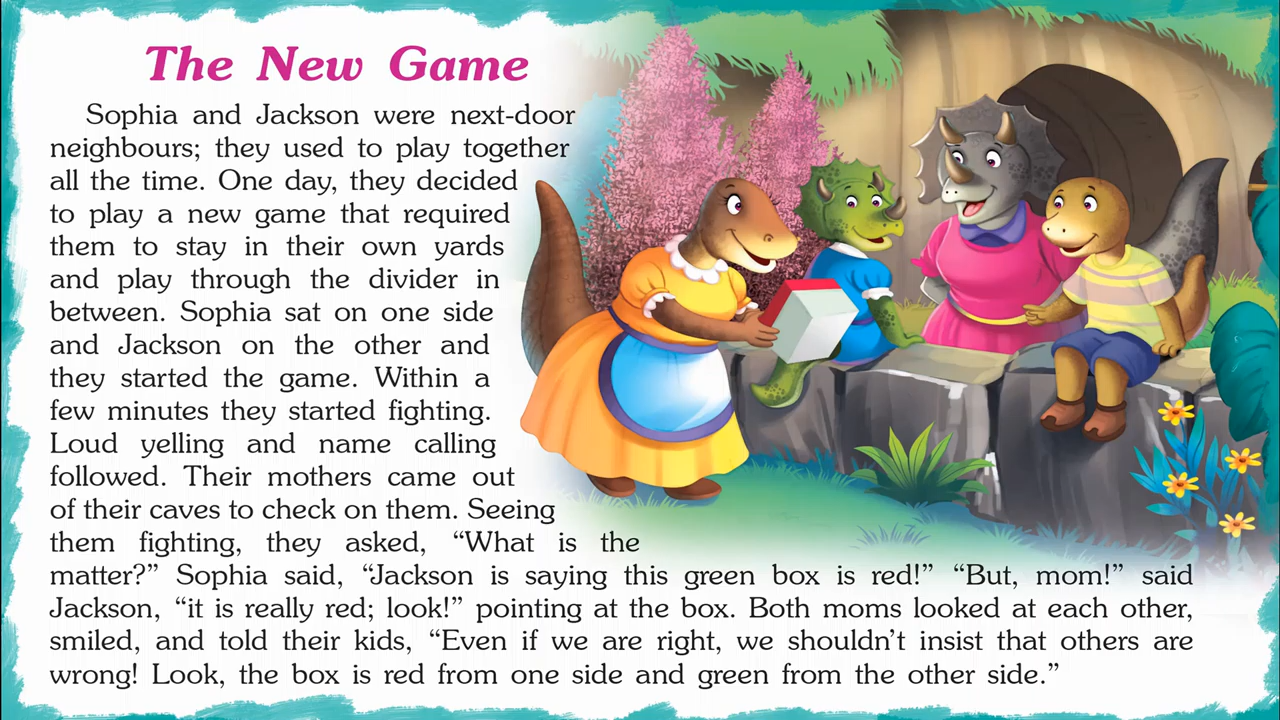 The New Game
Sophia and Jackson were next-door
neighbours; they used to play together
all the time. One day, they decided
to play a new game that required
them to stay in their own yards
and play through the divider in
between. Sophia sat on one side
and Jackson on the other and
they started the game. Within a
few minutes they started fighting.
Loud yelling and name calling
followed. Their mothers came out
of their caves to check on them. Seeing
them fighting, they asked, “What is the
matter?” Sophia said, “Jackson is saying this green box is red!” “But, mom!” said
Jackson, “it is really red; look!” pointing at the box. Both moms looked at each other,
smiled, and told their kids, “Even if we are right, we shouldn’t insist that others are
wrong! Look, the box is red from one side and green from the other side.”